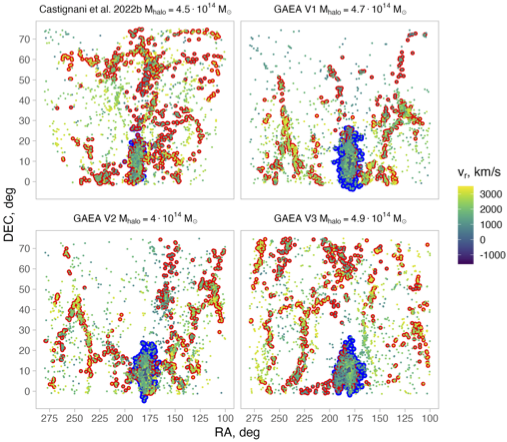 Castignani et al. 2022b M_halo = 4.5 · 10^14 M_⊙
GAEA V1 M_halo = 4.7 · 10^14 M_⊙
70
60
50
40
30
20
10
0
GAEA V2 M_halo = 4 · 10^14 M_⊙
GAEA V3 M_halo = 4.9 · 10^14 M_⊙
70
60
50
40
30
20
10
0
275 250 225 200 175 150 125 100
275 250 225 200 175 150 125 100
DEC, deg
RA, deg
v_r, km/s
3000
2000
1000
0
-1000